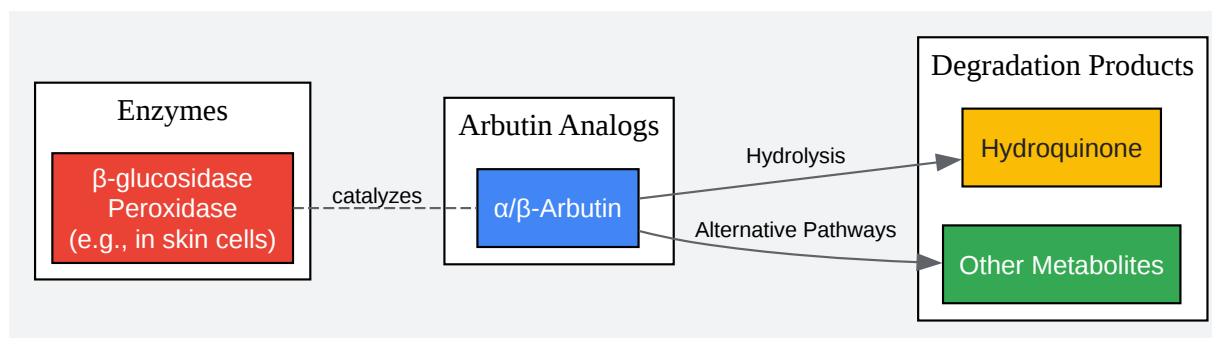 Enzymes
β-glucosidase
Peroxidase
(e.g., in skin cells)
catalyzes
Arbutin Analogs
α/β-Arbutin
Hydrolysis
Alternative Pathways
Degradation Products
Hydroquinone
Other Metabolites